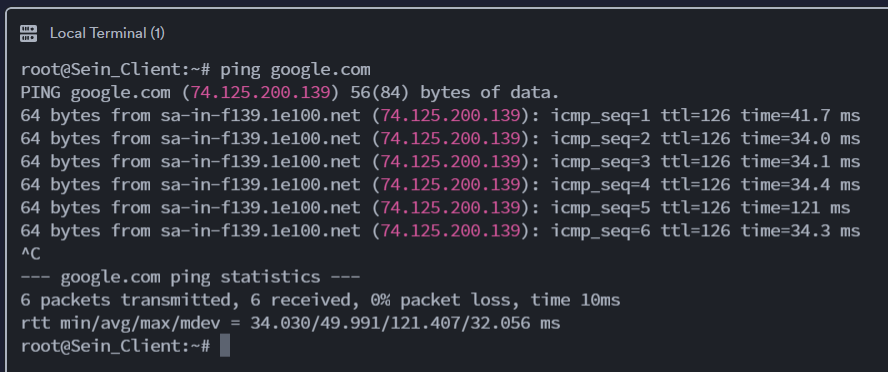 Local Terminal (1)
root@Sein_Client:~# ping google.com
PING google.com (74.125.200.139) 56(84) bytes of data.
64 bytes from sa-in-f139.1e100.net (74.125.200.139): icmp_seq=1 ttl=126 time=41.7 ms
64 bytes from sa-in-f139.1e100.net (74.125.200.139): icmp_seq=2 ttl=126 time=34.0 ms
64 bytes from sa-in-f139.1e100.net (74.125.200.139): icmp_seq=3 ttl=126 time=34.1 ms
64 bytes from sa-in-f139.1e100.net (74.125.200.139): icmp_seq=4 ttl=126 time=34.4 ms
64 bytes from sa-in-f139.1e100.net (74.125.200.139): icmp_seq=5 ttl=126 time=121 ms
64 bytes from sa-in-f139.1e100.net (74.125.200.139): icmp_seq=6 ttl=126 time=34.3 ms
^C
--- google.com ping statistics ---
6 packets transmitted, 6 received, 0% packet loss, time 10ms
rtt min/avg/max/mdev = 34.030/49.991/121.407/32.056 ms
root@Sein_Client:~#